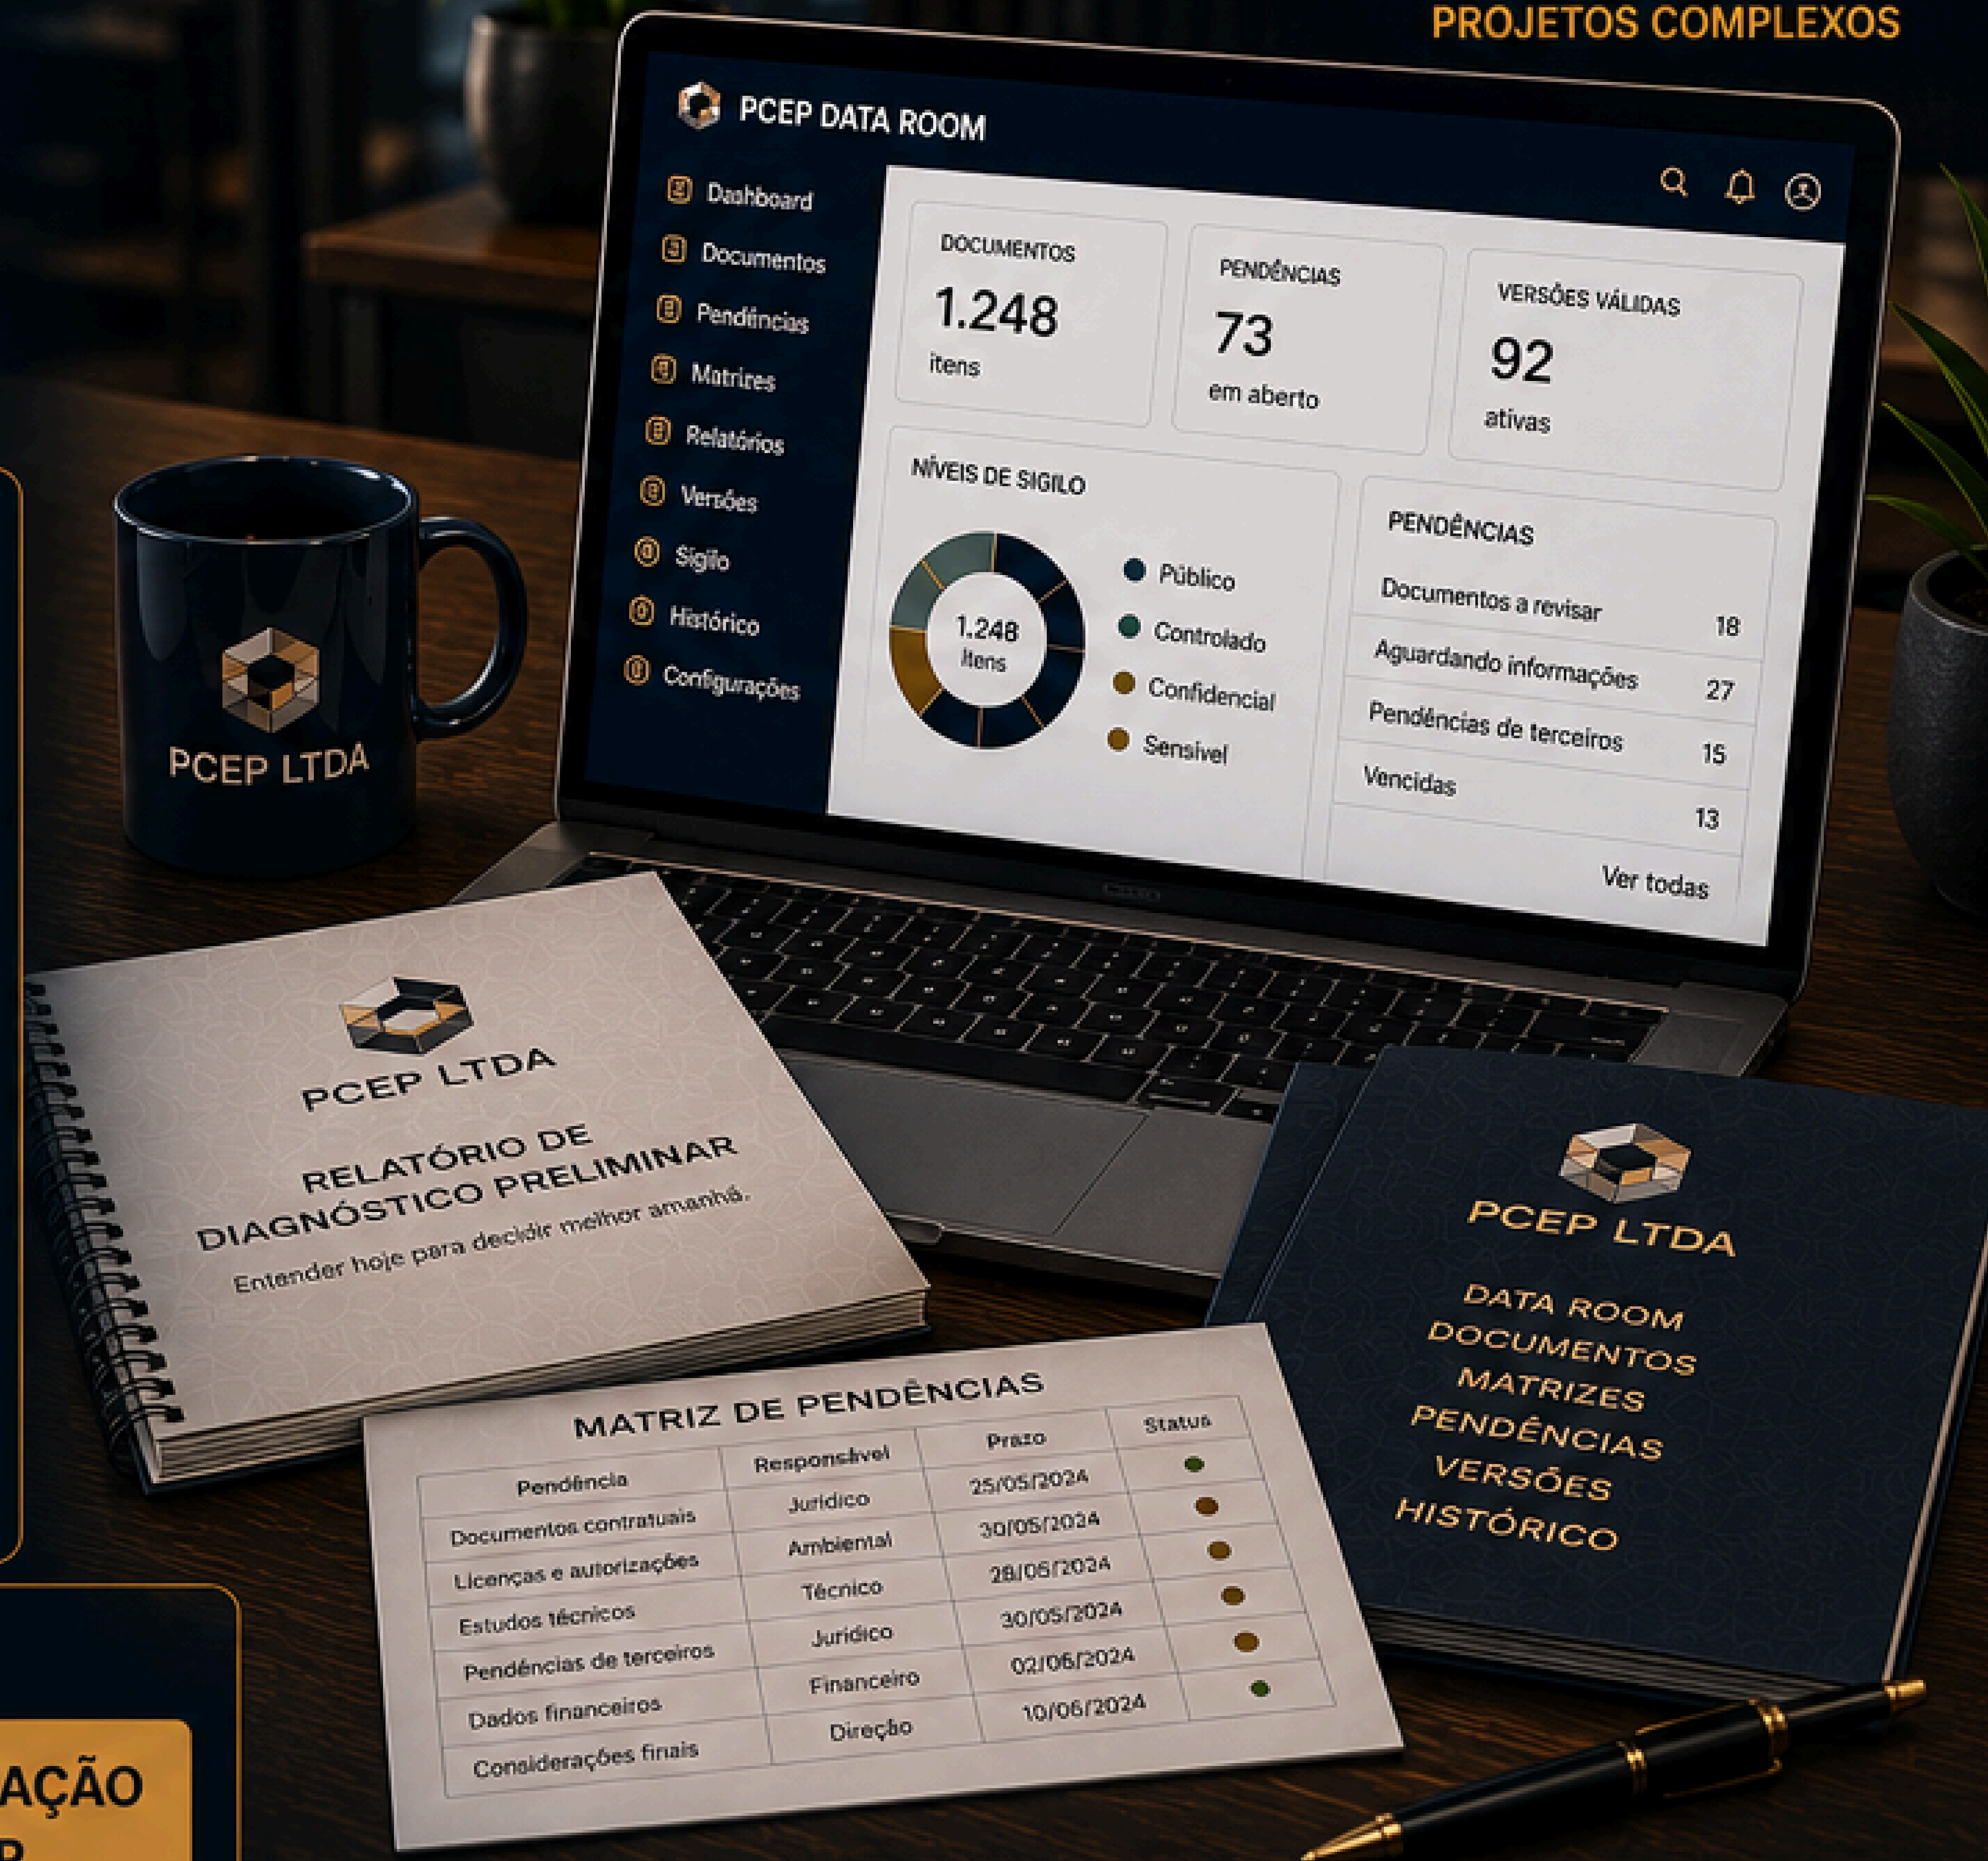 PROJETOS COMPLEXOS
PCEP DATA ROOM
Dashboard
Documentos
Pendências
Matrizes
Relatórios
Versões
Sigilo
Histórico
Configurações
DOCUMENTOS
1.248
itens
PENDÊNCIAS
73
em aberto
VERSÕES VÁLIDAS
92
ativas
NÍVEIS DE SIGILO
1.248
itens
Público
Controlado
Confidencial
Sensível
PENDÊNCIAS
Documentos a revisar 18
Aguardando informações 27
Pendências de terceiros 15
Vencidas 13
Ver todas
PCEP LTDA
PCEP LTDA
RELATÓRIO DE
DIAGNÓSTICO PRELIMINAR
Entender hoje para decidir melhor amanhã.
PCEP LTDA
DATA ROOM
DOCUMENTOS
MATRIZES
PENDÊNCIAS
VERSÕES
HISTÓRICO
MATRIZ DE PENDÊNCIAS
Pendência Responsável Prazo Status
Documentos contratuais Jurídico 25/05/2024
Licenças e autorizações Ambiental 30/05/2024
Estudos técnicos Técnico 28/06/2024
Pendências de terceiros Jurídico 30/05/2024
Dados financeiros Financeiro 02/06/2024
Considerações finais Direção 10/06/2024
AÇÃO